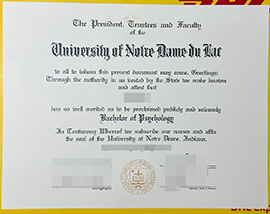 The President, Trustees and Faculty
of the
University of Notre Dame du Lac
to all to whom this present document may come, Greetings:
Through the authority in us vested by the State we make known
and attest that
has so well merited as to be proclaimed publicly and solemnly
Bachelor of Psychology
In Testimony Whereof we subscribe our names and affix
the seal of the University at Notre Dame, Indiana,